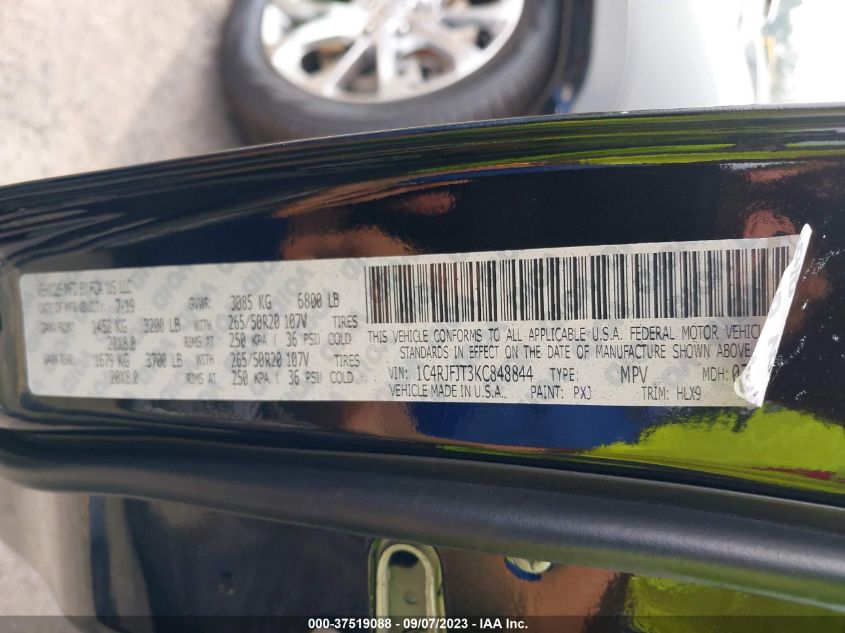 VEHICLE MFD BY FCA US LLC
DATE OF MFR 7-19 GVWR: 3085 KG 6800 LB
GAWR FRONT: 1452 KG 3200 LB WITH 265/50R20 107V TIRES
20X8.0 RIMS AT 250 KPA ( 36 PSI) COLD
GAWR REAR: 1679 KG 3700 LB WITH 265/50R20 107V TIRES
20X8.0 RIMS AT 250 KPA ( 36 PSI) COLD
THIS VEHICLE CONFORMS TO ALL APPLICABLE U.S.A. FEDERAL MOTOR VEHIC
STANDARDS IN EFFECT ON THE DATE OF MANUFACTURE SHOWN ABOVE
VIN: 1C4RJFJT3KC848844 TYPE: MPV MDH: 07
VEHICLE MADE IN U.S.A. PAINT: PXJ TRIM: HLX9
000-37519088 - 09/07/2023 - IAA Inc.